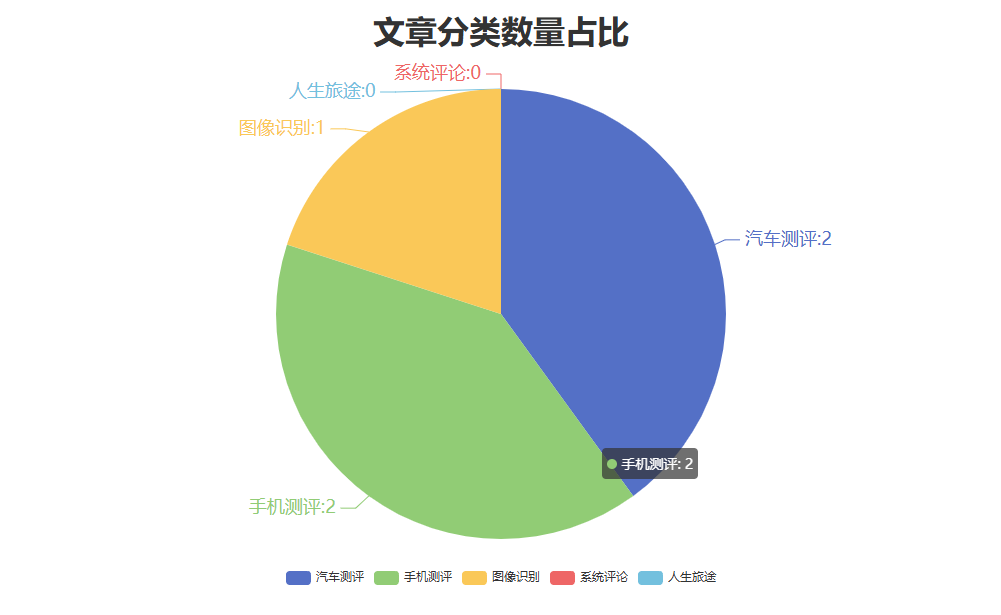 文章分类数量占比
系统评论:0
人生旅途:0
图像识别:1
汽车测评:2
手机测评: 2
手机测评:2
汽车测评 手机测评 图像识别 系统评论 人生旅途